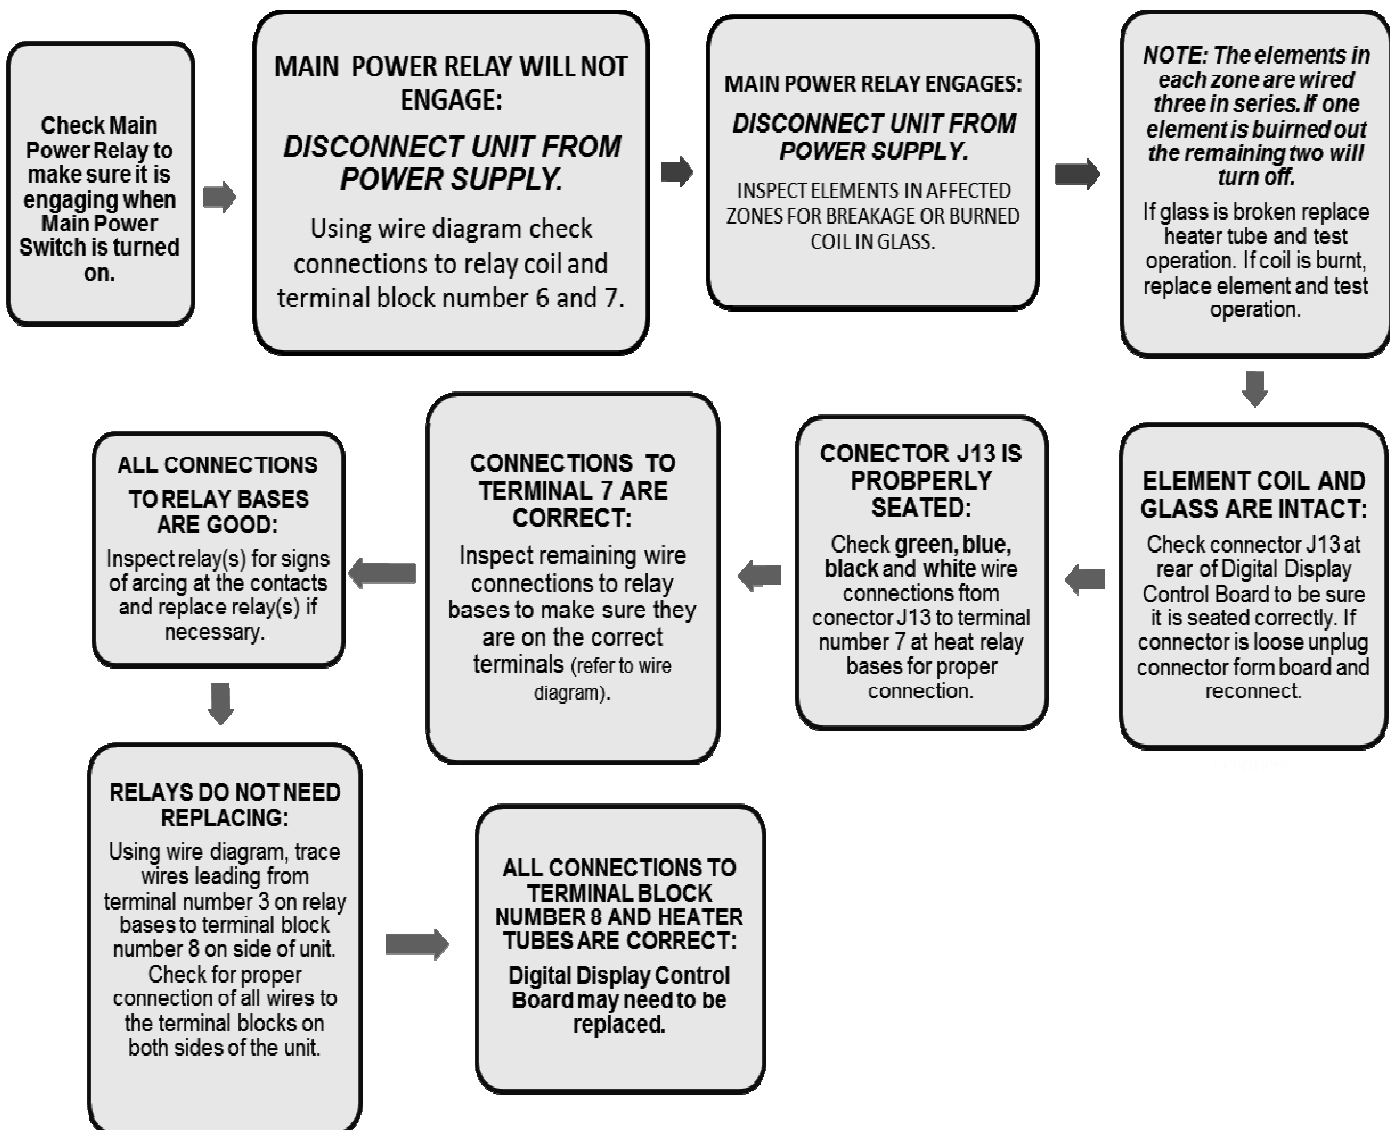 Check Main
Power Relay to
make sure it is
engaging when
Main Power
Switch is turned
on.
MAIN POWER RELAY WILL NOT
ENGAGE:
DISCONNECT UNIT FROM
POWER SUPPLY.
Using wire diagram check
connections to relay coil and
terminal block number 6 and 7.
MAIN POWER RELAY ENGAGES:
DISCONNECT UNIT FROM
POWER SUPPLY.
INSPECT ELEMENTS IN AFFECTED
ZONES FOR BREAKAGE OR BURNED
COIL IN GLASS.
NOTE: The elements in
each zone are wired
three in series. If one
element is buirned out
the remaining two will
turn off.
If glass is broken replace
heater tube and test
operation. If coil is burnt,
replace element and test
operation.
ELEMENT COIL AND
GLASS ARE INTACT:
Check connector J13 at
rear of Digital Display
Control Board to be sure
it is seated correctly. If
connector is loose unplug
connector form board and
reconnect.
CONECTOR J13 IS
PROBPERLY
SEATED:
Check green, blue,
black and white wire
connections ftom
conector J13 to terminal
number 7 at heat relay
bases for proper
connection.
CONNECTIONS TO
TERMINAL 7 ARE
CORRECT:
Inspect remaining wire
connections to relay
bases to make sure they
are on the correct
terminals (refer to wire
diagram).
ALL CONNECTIONS
TO RELAY BASES
ARE GOOD:
Inspect relay(s) for signs
of arcing at the contacts
and replace relay(s) if
necessary.
RELAYS DO NOT NEED
REPLACING:
Using wire diagram, trace
wires leading from
terminal number 3 on relay
bases to terminal block
number 8 on side of unit.
Check for proper
connection of all wires to
the terminal blocks on
both sides of the unit.
ALL CONNECTIONS TO
TERMINAL BLOCK
NUMBER 8 AND HEATER
TUBES ARE CORRECT:
Digital Display Control
Board may need to be
replaced.